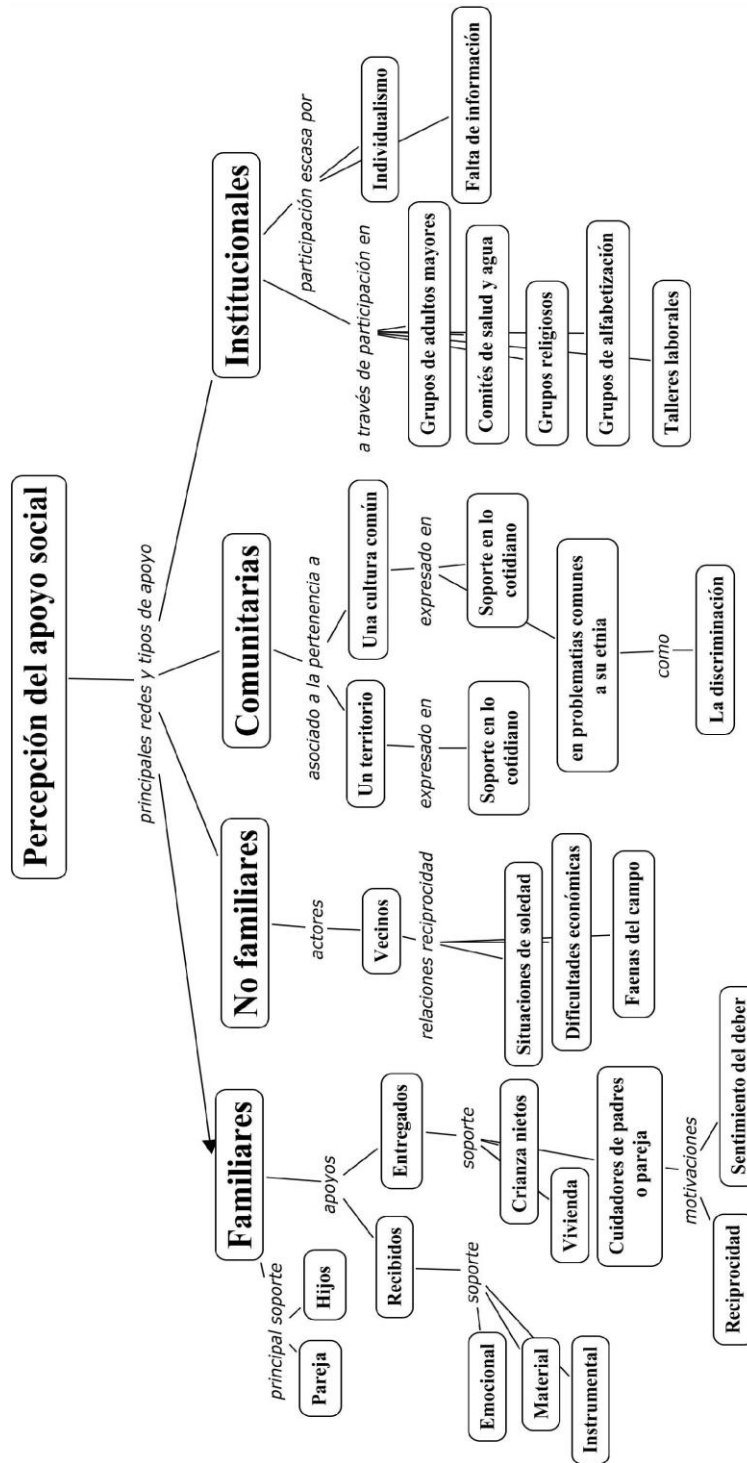 Percepción del apoyo social
principales redes y tipos de apoyo
Familiares
principal soporte
Pareja
Hijos
apoyos
Recibidos
soporte
Emocional
Material
Instrumental
Entregados
soporte
Crianza nietos
Vivienda
Cuidadores de padres
o pareja
motivaciones
Reciprocidad
Sentimiento del deber
No familiares
actores
Vecinos
relaciones reciprocidad
Situaciones de soledad
Dificultades económicas
Faenas del campo
Comunitarias
asociado a la pertenencia a
Un territorio
expresado en
Soporte en lo
cotidiano
Una cultura común
expresado en
Soporte en lo
cotidiano
en problematias comunes
a su etnia
como
La discriminación
Institucionales
a través de participación en
Grupos de adultos mayores
Comités de salud y agua
Grupos religiosos
Grupos de alfabetización
Talleres laborales
participación escasa por
Individualismo
Falta de información